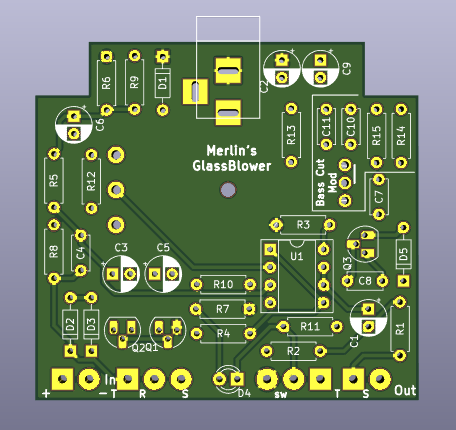 R6
R9
D1
C2
C9
C6
R13
C11
C10
R15
R14
Merlin's
GlassBlower
Bass Cut
Mod
R5
R12
C7
R3
R8
C4
C3
C5
U1
Q3
D5
C8
R10
R7
R4
D2
D3
Q2
Q1
R11
C1
R1
R2
In
D4
+
-
T
R
S
sw
T
S
Out